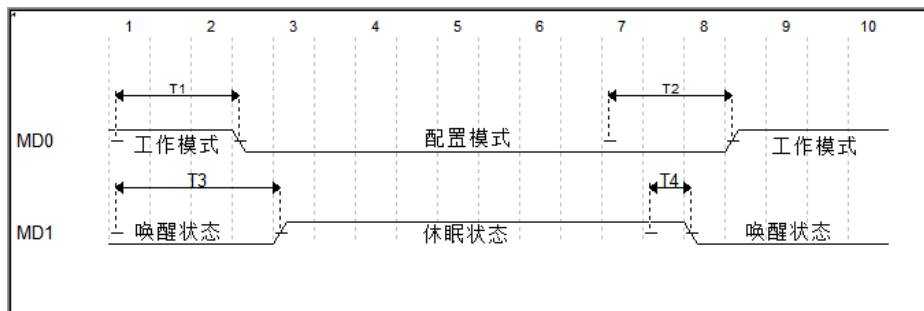 1 2 3 4 5 6 7 8 9 10
T1 T2
MD0 工作模式 配置模式 工作模式
T3 T4
MD1 唤醒状态 休眠状态 唤醒状态